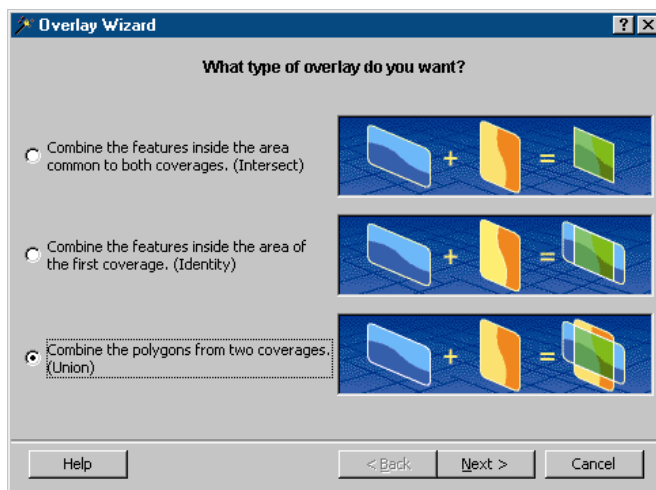 Overlay Wizard
What type of overlay do you want?
Combine the features inside the area
common to both coverages. (Intersect)
+ =
Combine the features inside the area of
the first coverage. (Identity)
+ =
Combine the polygons from two coverages.
(Union)
+ =
Help
< Back
Next >
Cancel